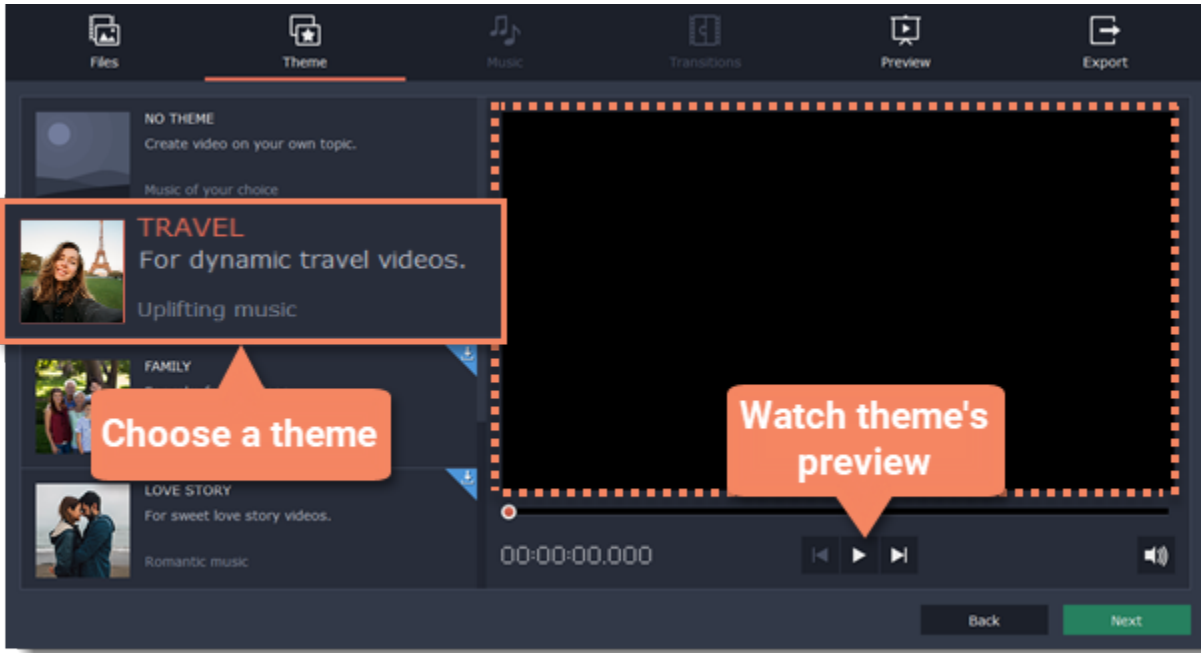 Files
Theme
Music
Transitions
Preview
Export
NO THEME
Create video on your own topic.
Music of your choice
TRAVEL
For dynamic travel videos.
Uplifting music
FAMILY
Choose a theme
LOVE STORY
For sweet love story videos.
Romantic music
Watch theme's
preview
00:00:00.000
Back
Next